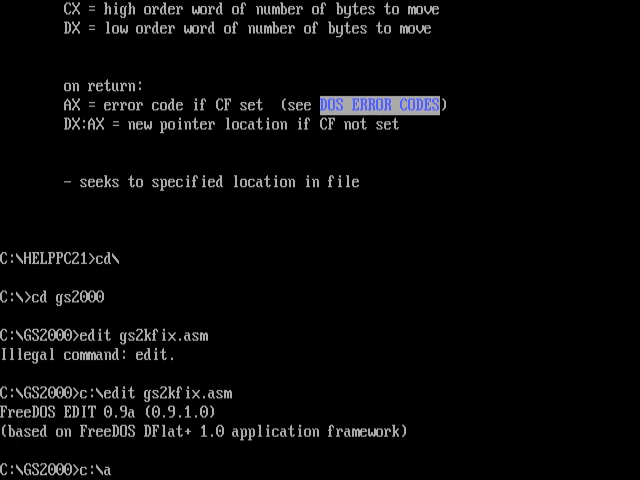 CX = high order word of number of bytes to move
DX = low order word of number of bytes to move
on return:
AX = error code if CF set  (see DOS ERROR CODES)
DX:AX = new pointer location if CF not set
- seeks to specified location in file
C:\HELPPC21>cd\
C:\>cd gs2000
C:\GS2000>edit gs2kfix.asm
Illegal command: edit.
C:\GS2000>c:\edit gs2kfix.asm
FreeDOS EDIT 0.9a (0.9.1.0)
(based on FreeDOS DFlat+ 1.0 application framework)
C:\GS2000>c:\a